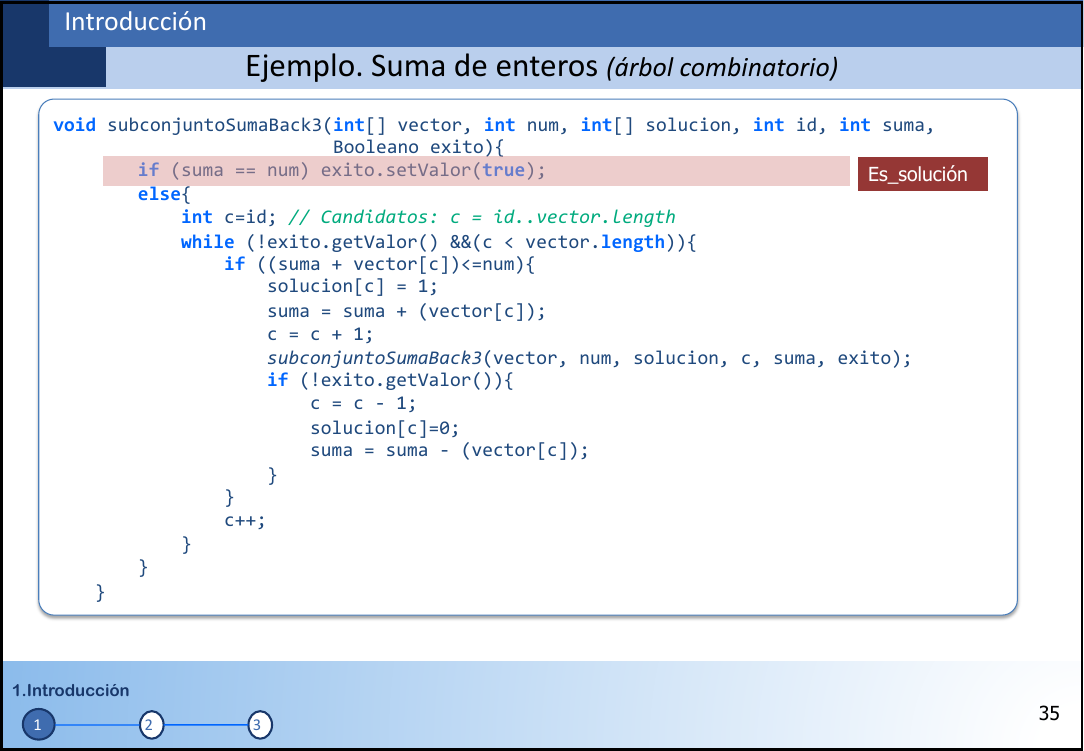 Introducción
Ejemplo. Suma de enteros (árbol combinatorio)
void subconjuntoSumaBack3(int[] vector, int num, int[] solucion, int id, int suma,
Booleano exito){
if (suma == num) exito.setValor(true);
Es_solución
else{
int c=id; // Candidatos: c = id..vector.length
while (!exito.getValor() &&(c < vector.length)){
if ((suma + vector[c])<=num){
solucion[c] = 1;
suma = suma + (vector[c]);
c = c + 1;
subconjuntoSumaBack3(vector, num, solucion, c, suma, exito);
if (!exito.getValor()){
c = c - 1;
solucion[c]=0;
suma = suma - (vector[c]);
}
}
c++;
}
}
}
1.Introducción
1 2 3
35